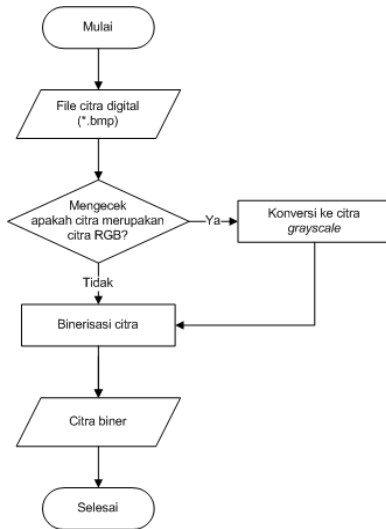 Mulai
File citra digital
(*.bmp)
Mengecek
apakah citra merupakan
citra RGB?
Ya
Konversi ke citra
grayscale
Tidak
Binerisasi citra
Citra biner
Selesai